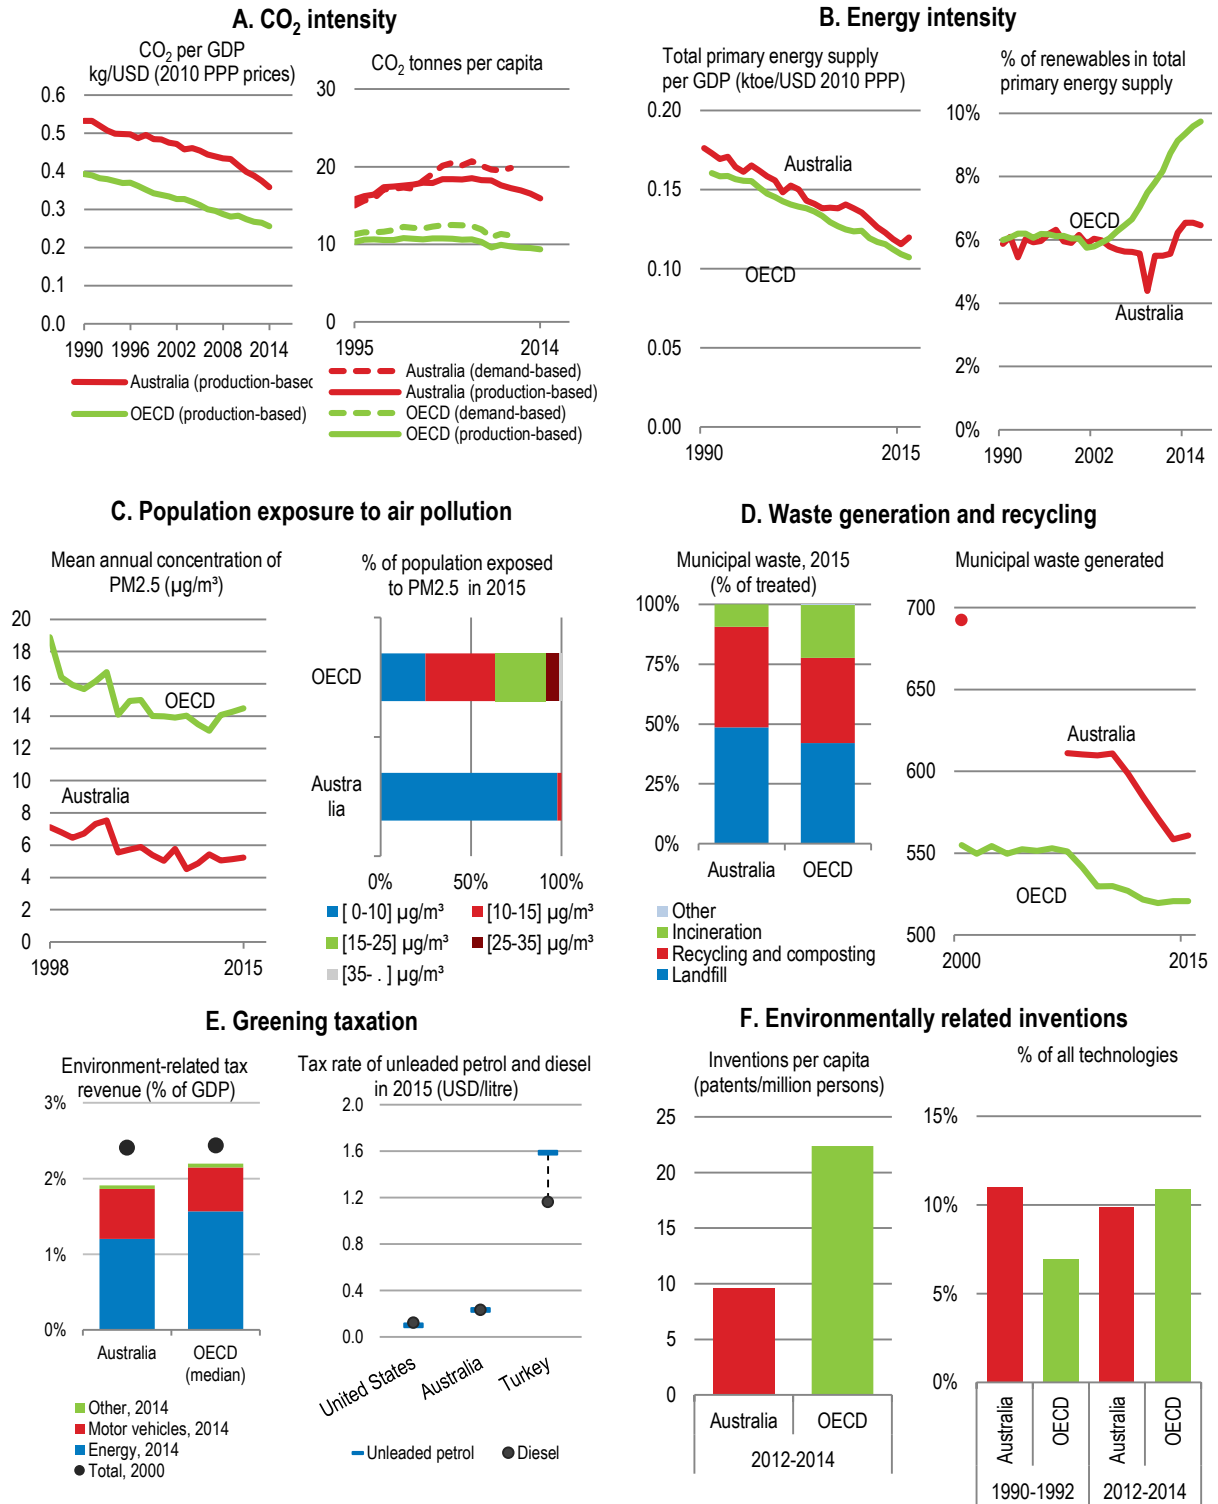 A. CO₂ intensity
CO₂ per GDP
kg/USD (2010 PPP prices)
0.6
0.5
0.4
0.3
0.2
0.1
0.0
1990 1996 2002 2008 2014
Australia (production-based
OECD (production-based)
CO₂ tonnes per capita
30
20
10
0
1995 2014
Australia (demand-based)
Australia (production-based)
OECD (demand-based)
OECD (production-based)
B. Energy intensity
Total primary energy supply
per GDP (ktoe/USD 2010 PPP)
0.20
0.15
0.10
0.05
0.00
Australia
OECD
1990 2015
% of renewables in total
primary energy supply
10%
8%
6%
4%
2%
0%
OECD
Australia
1990 2002 2014
C. Population exposure to air pollution
Mean annual concentration of
PM2.5 (µg/m³)
20
18
16
14
12
10
8
6
4
2
0
OECD
Australia
1998 2015
% of population exposed
to PM2.5 in 2015
OECD
Austra
lia
0% 50% 100%
[ 0-10] µg/m³ [10-15] µg/m³
[15-25] µg/m³ [25-35] µg/m³
[35- . ] µg/m³
D. Waste generation and recycling
Municipal waste, 2015
(% of treated)
100%
75%
50%
25%
0%
Australia OECD
Other
Incineration
Recycling and composting
Landfill
Municipal waste generated
700
650
600
550
500
Australia
OECD
2000 2015
E. Greening taxation
Environment-related tax
revenue (% of GDP)
3%
2%
1%
0%
Australia OECD
(median)
Other, 2014
Motor vehicles, 2014
Energy, 2014
Total, 2000
Tax rate of unleaded petrol and diesel
in 2015 (USD/litre)
2.0
1.6
1.2
0.8
0.4
0.0
United States Australia Turkey
Unleaded petrol Diesel
F. Environmentally related inventions
Inventions per capita
(patents/million persons)
25
20
15
10
5
0
Australia OECD
2012-2014
% of all technologies
15%
10%
5%
0%
Australia OECD Australia OECD
1990-1992 2012-2014